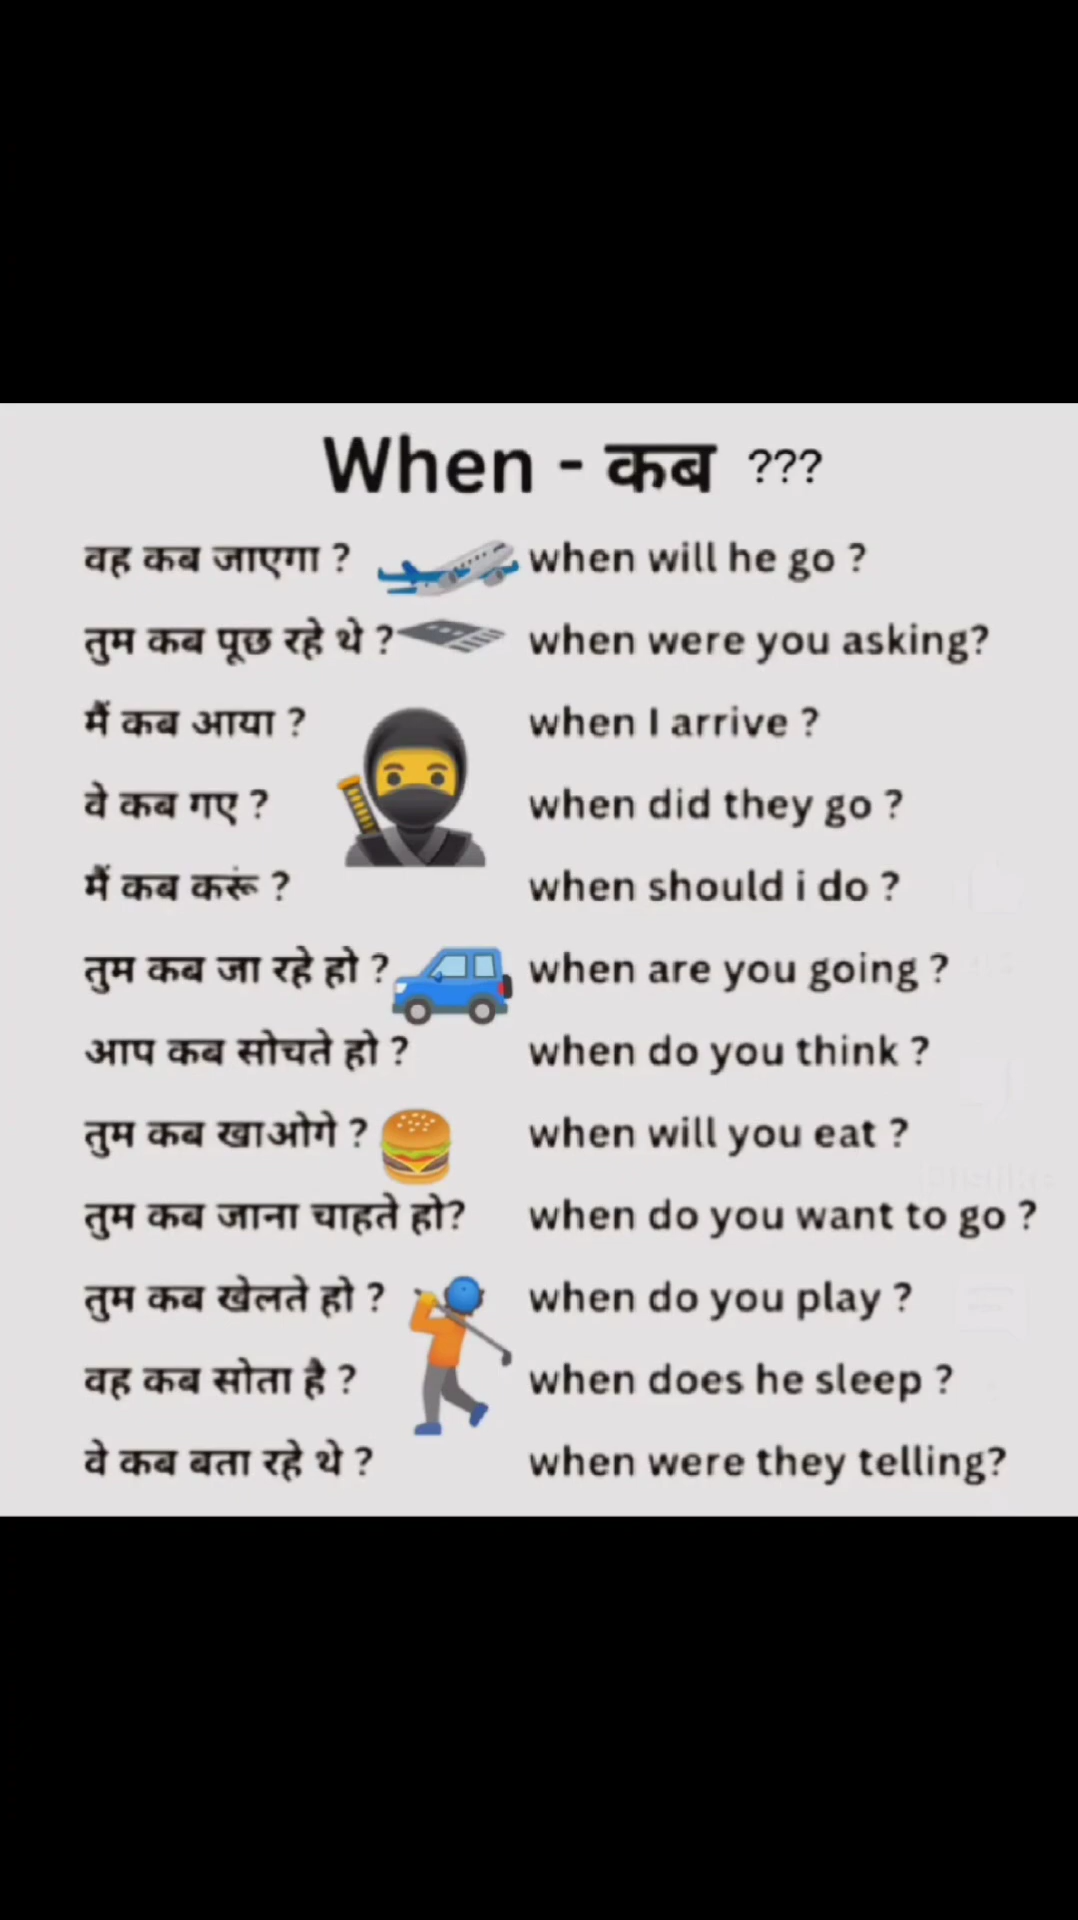 When - कब ???
वह कब जाएगा ? when will he go ?
तुम कब पूछ रहे थे ? when were you asking?
मैं कब आया ? when I arrive ?
वे कब गए ? when did they go ?
मैं कब करूं ? when should i do ?
तुम कब जा रहे हो ? when are you going ?
आप कब सोचते हो ? when do you think ?
तुम कब खाओगे ? when will you eat ?
तुम कब जाना चाहते हो? when do you want to go ?
तुम कब खेलते हो ? when do you play ?
वह कब सोता है ? when does he sleep ?
वे कब बता रहे थे ? when were they telling?